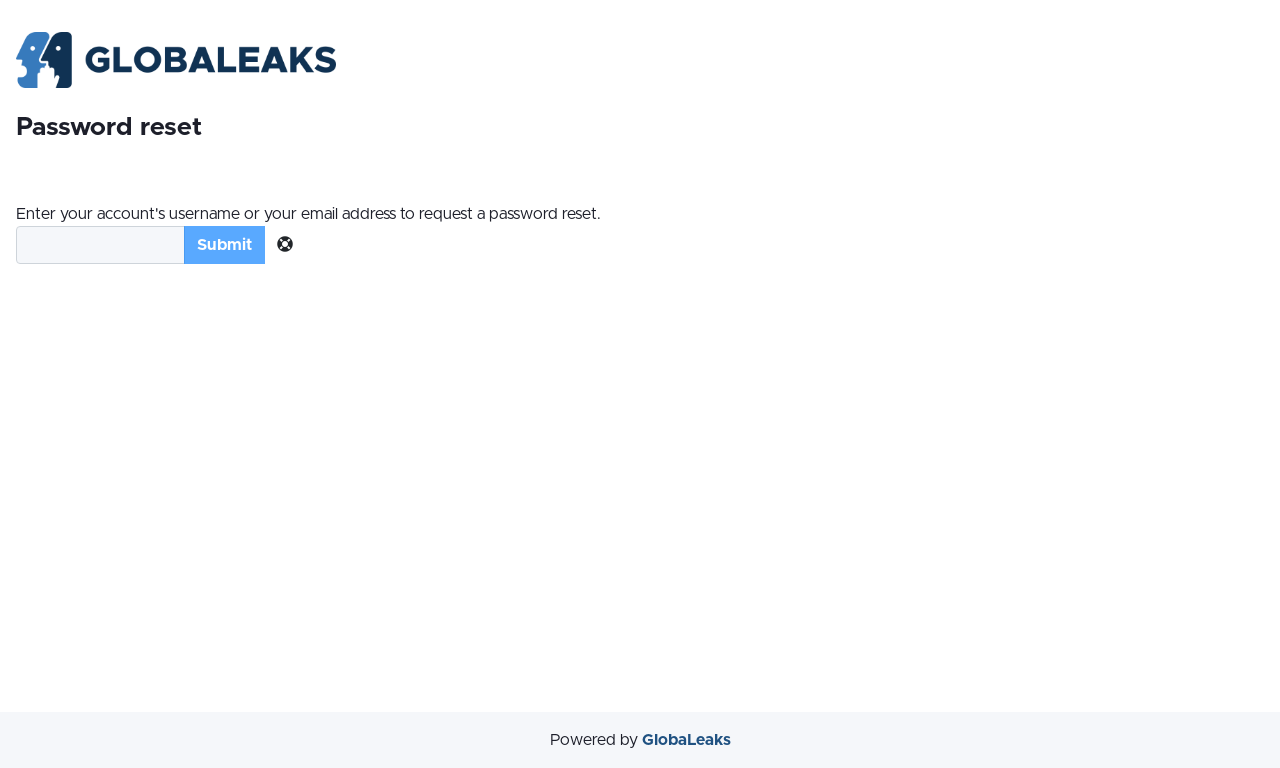 GLOBALEAKS
Password reset
Enter your account's username or your email address to request a password reset.
Submit
Powered by GlobaLeaks